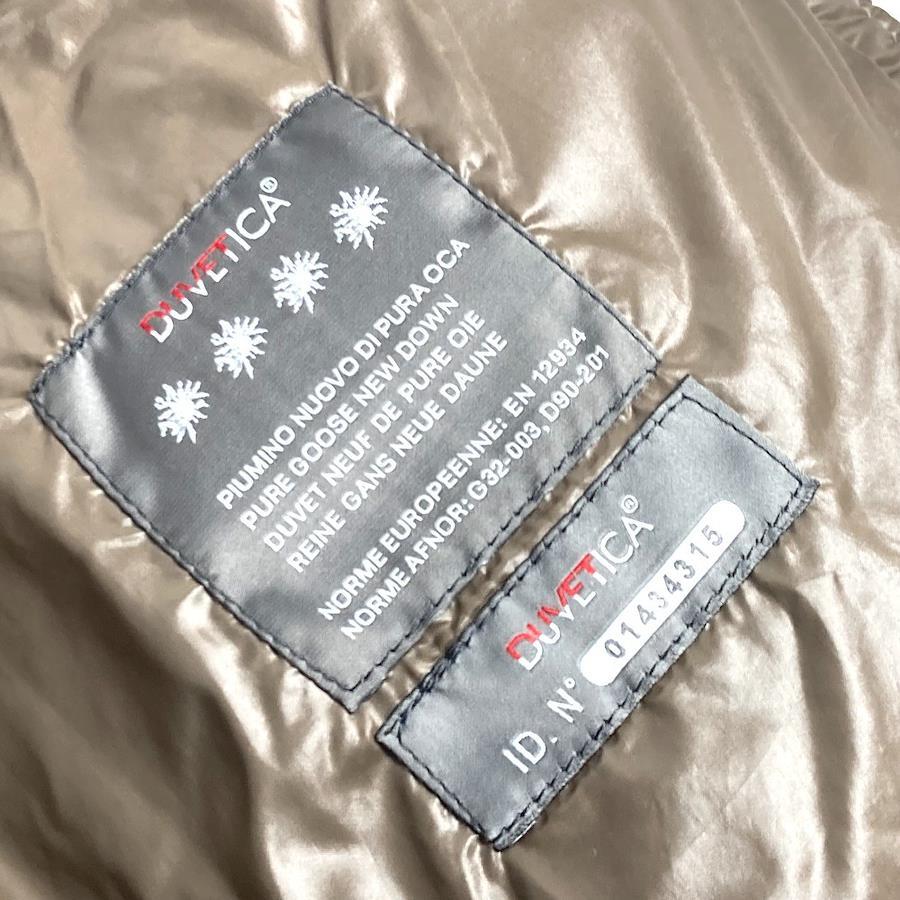 DUVETICA®
PIUMINO NUOVO DI PURA OCA
PURE GOOSE NEW DOWN
DUVET NEUF DE PURE OIE
REINE GANS NEUE DAUNE
NORME EUROPEENNE: EN 12934
NORME AFNOR: G32-003, D90-201
DUVETICA®
ID. N° 01434315